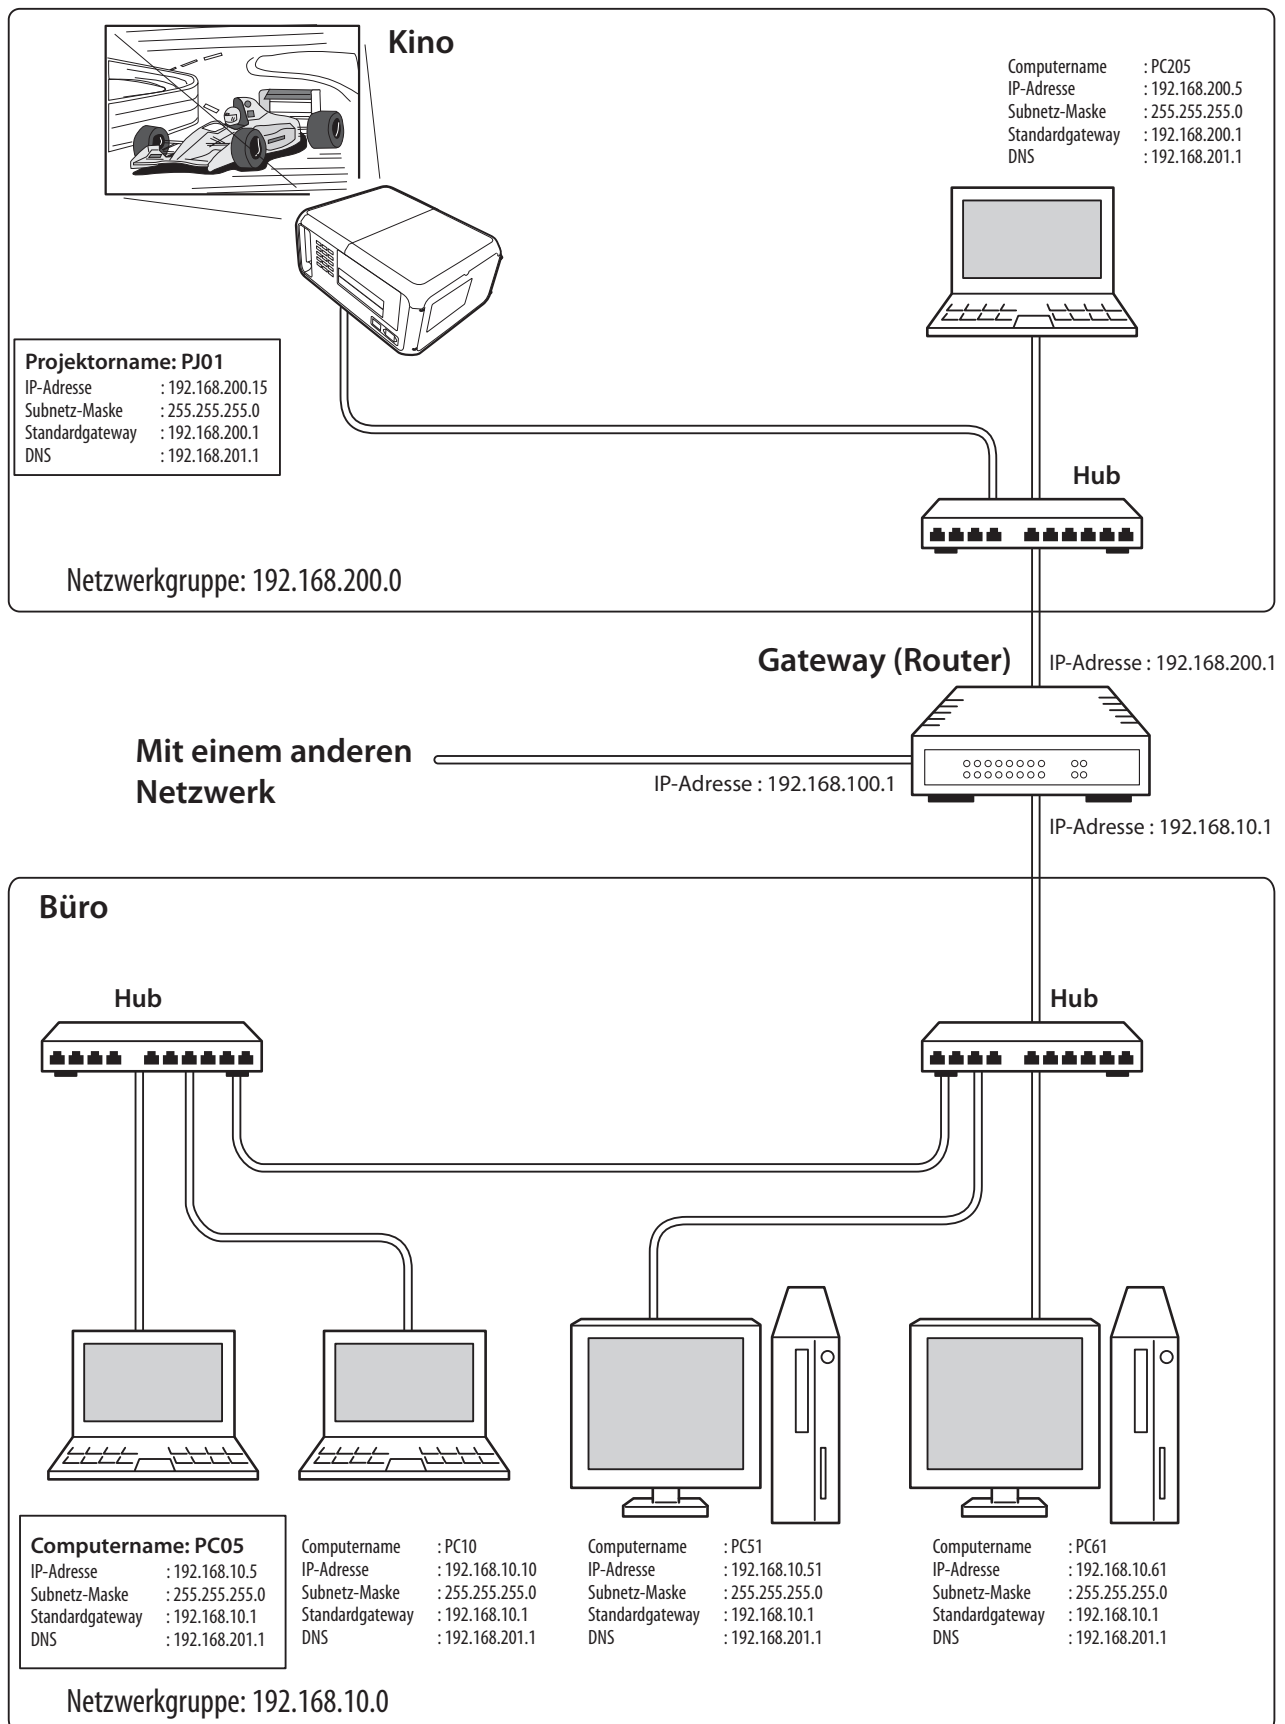 Kino
Computername : PC205
IP-Adresse : 192.168.200.5
Subnetz-Maske : 255.255.255.0
Standardgateway : 192.168.200.1
DNS : 192.168.201.1
Projektorname: PJ01
IP-Adresse : 192.168.200.15
Subnetz-Maske : 255.255.255.0
Standardgateway : 192.168.200.1
DNS : 192.168.201.1
Hub
Netzwerkgruppe: 192.168.200.0
Gateway (Router)
IP-Adresse : 192.168.200.1
Mit einem anderen
Netzwerk
IP-Adresse : 192.168.100.1
IP-Adresse : 192.168.10.1
Büro
Hub
Hub
Computername: PC05
IP-Adresse : 192.168.10.5
Subnetz-Maske : 255.255.255.0
Standardgateway : 192.168.10.1
DNS : 192.168.201.1
Computername : PC10
IP-Adresse : 192.168.10.10
Subnetz-Maske : 255.255.255.0
Standardgateway : 192.168.10.1
DNS : 192.168.201.1
Computername : PC51
IP-Adresse : 192.168.10.51
Subnetz-Maske : 255.255.255.0
Standardgateway : 192.168.10.1
DNS : 192.168.201.1
Computername : PC61
IP-Adresse : 192.168.10.61
Subnetz-Maske : 255.255.255.0
Standardgateway : 192.168.10.1
DNS : 192.168.201.1
Netzwerkgruppe: 192.168.10.0